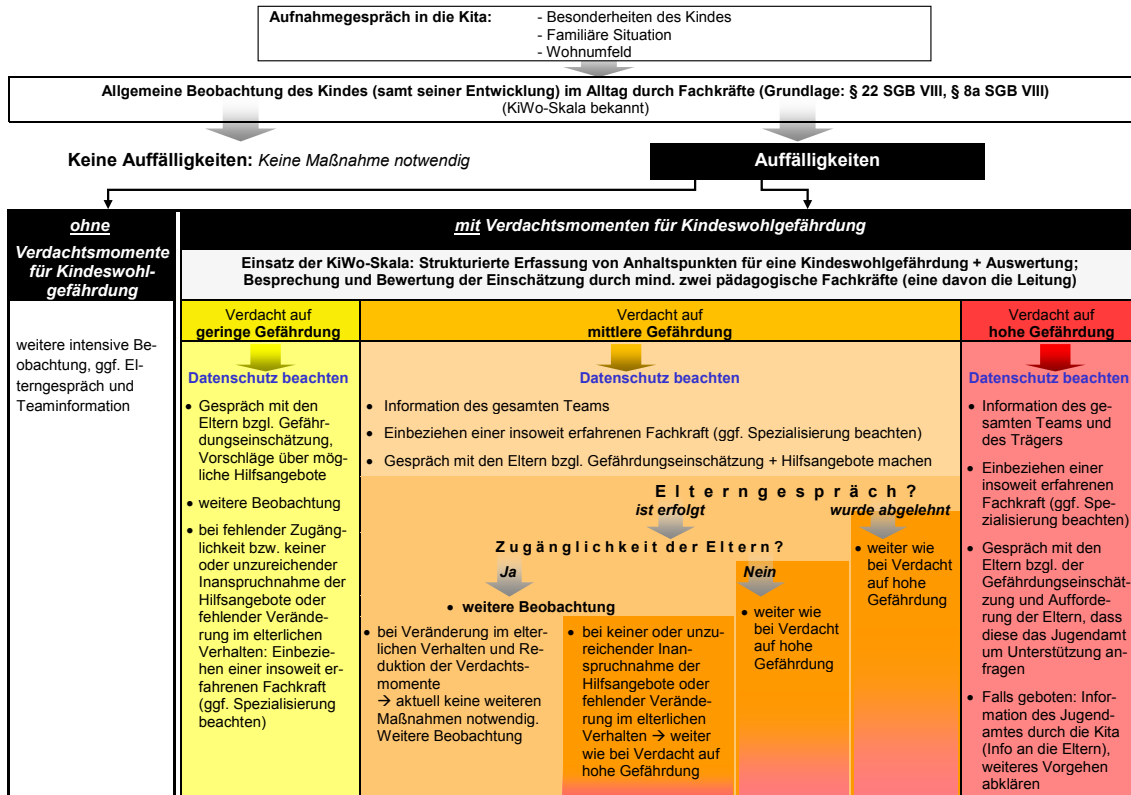 Aufnahmegespräch in die Kita: - Besonderheiten des Kindes
- Familiäre Situation
- Wohnumfeld
Allgemeine Beobachtung des Kindes (samt seiner Entwicklung) im Alltag durch Fachkräfte (Grundlage: § 22 SGB VIII, § 8a SGB VIII)
(KiWo-Skala bekannt)
Keine Auffälligkeiten: Keine Maßnahme notwendig
Auffälligkeiten
ohne
Verdachtsmomente
für Kindeswohl-
gefährdung
weitere intensive Be-
obachtung, ggf. El-
terngespräch und
Teaminformation
mit Verdachtsmomenten für Kindeswohlgefährdung
Einsatz der KiWo-Skala: Strukturierte Erfassung von Anhaltspunkten für eine Kindeswohlgefährdung + Auswertung;
Besprechung und Bewertung der Einschätzung durch mind. zwei pädagogische Fachkräfte (eine davon die Leitung)
Verdacht auf
geringe Gefährdung
Datenschutz beachten
• Gespräch mit den
Eltern bzgl. Gefähr-
dungseinschätzung,
Vorschläge über mög-
liche Hilfsangebote
• weitere Beobachtung
• bei fehlender Zugäng-
lichkeit bzw. keiner
oder unzureichender
Inanspruchnahme der
Hilfsangebote oder
fehlender Verände-
rung im elterlichen
Verhalten: Einbezie-
hen einer insoweit er-
fahrenen Fachkraft
(ggf. Spezialisierung
beachten)
Verdacht auf
mittlere Gefährdung
Datenschutz beachten
• Information des gesamten Teams
• Einbeziehen einer insoweit erfahrenen Fachkraft (ggf. Spezialisierung beachten)
• Gespräch mit den Eltern bzgl. Gefährdungseinschätzung + Hilfsangebote machen
Elterngespräch?
ist erfolgt wurde abgelehnt
Zugänglichkeit der Eltern?
Ja Nein
• weitere Beobachtung
• bei Veränderung im elter-
lichen Verhalten und Re-
duktion der Verdachts-
momente
→ aktuell keine weiteren
Maßnahmen notwendig.
Weitere Beobachtung
• bei keiner oder unzu-
reichender Inan-
spruchnahme der
Hilfsangebote oder
fehlender Verände-
rung im elterlichen
Verhalten → weiter
wie bei Verdacht auf
hohe Gefährdung
• weiter wie
bei Verdacht
auf hohe
Gefährdung
• weiter wie
bei Verdacht
auf hohe
Gefährdung
Verdacht auf
hohe Gefährdung
Datenschutz beachten
• Information des ge-
samten Teams und
des Trägers
• Einbeziehen einer
insoweit erfahrenen
Fachkraft (ggf. Spe-
zialisierung beachten)
• Gespräch mit den
Eltern bzgl. der
Gefährdungseinschät-
zung und Aufforde-
rung der Eltern, dass
diese das Jugendamt
um Unterstützung an-
fragen
• Falls geboten: Infor-
mation des Jugend-
amtes durch die Kita
(Info an die Eltern),
weiteres Vorgehen
abklären